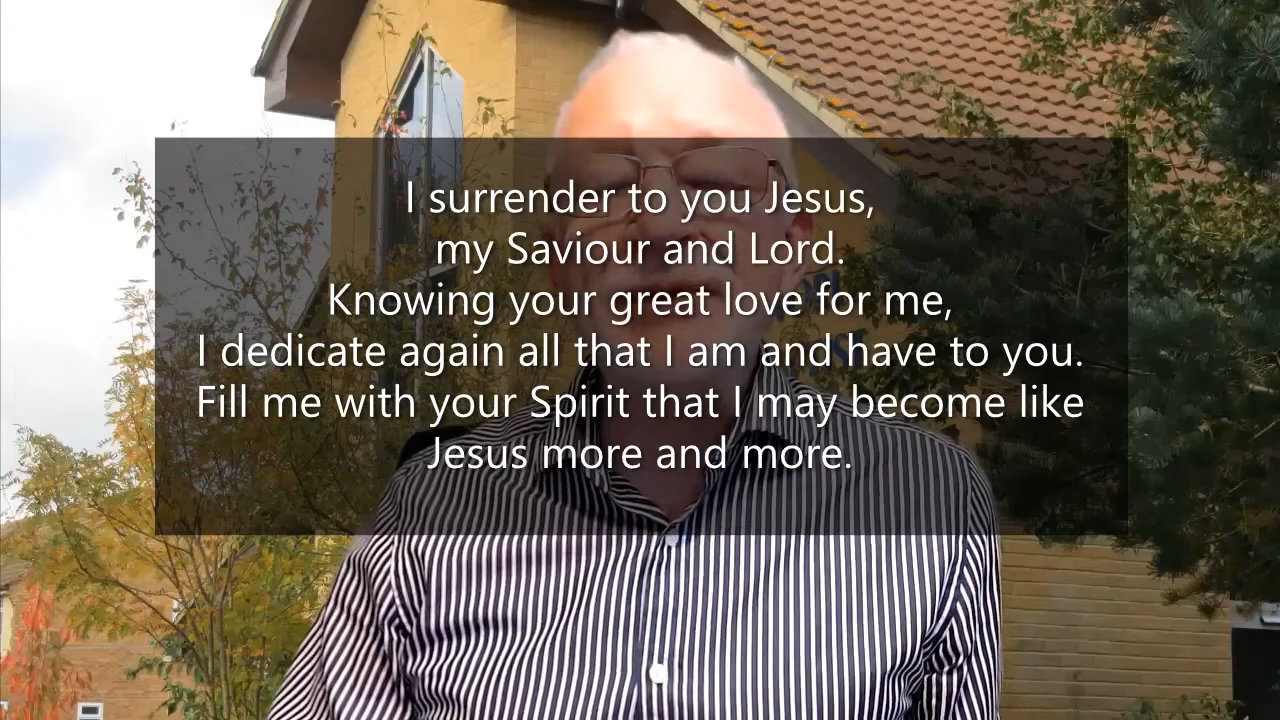 I surrender to you Jesus,
my Saviour and Lord.
Knowing your great love for me,
I dedicate again all that I am and have to you.
Fill me with your Spirit that I may become like
Jesus more and more.